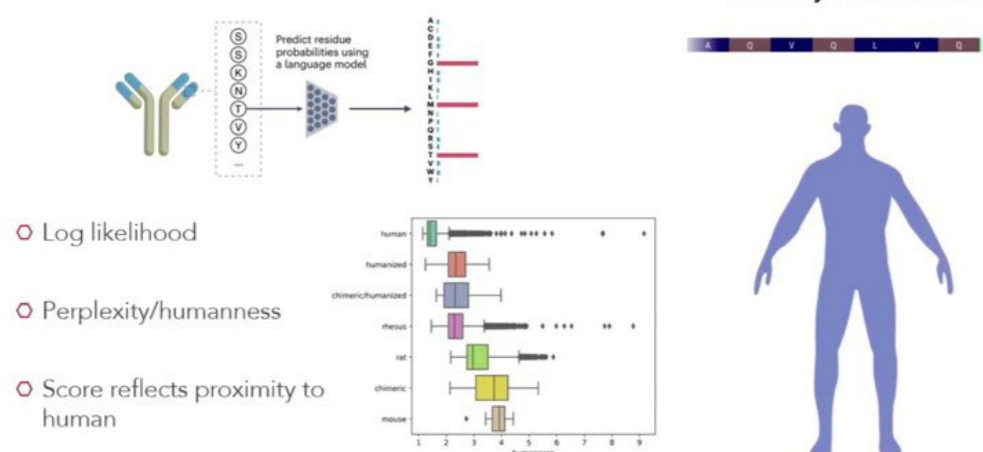 S
S
K
N
T
V
Y
...
Predict residue
probabilities using
a language model
A
C
D
E
F
G
H
I
K
L
M
N
P
Q
R
S
T
V
W
Y
A Q V Q L V Q
Log likelihood
Perplexity/humanness
Score reflects proximity to
human
human
humanized
chimeric/humanized
rhesus
rat
chimeric
mouse
1 2 3 4 5 6 7 8 9